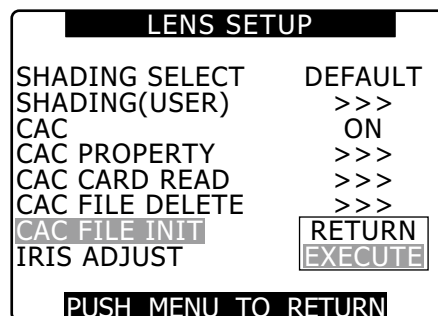 LENS SETUP
SHADING SELECT DEFAULT
SHADING(USER) >>>
CAC ON
CAC PROPERTY >>>
CAC CARD READ >>>
CAC FILE DELETE >>>
CAC FILE INIT RETURN
IRIS ADJUST EXECUTE
PUSH MENU TO RETURN